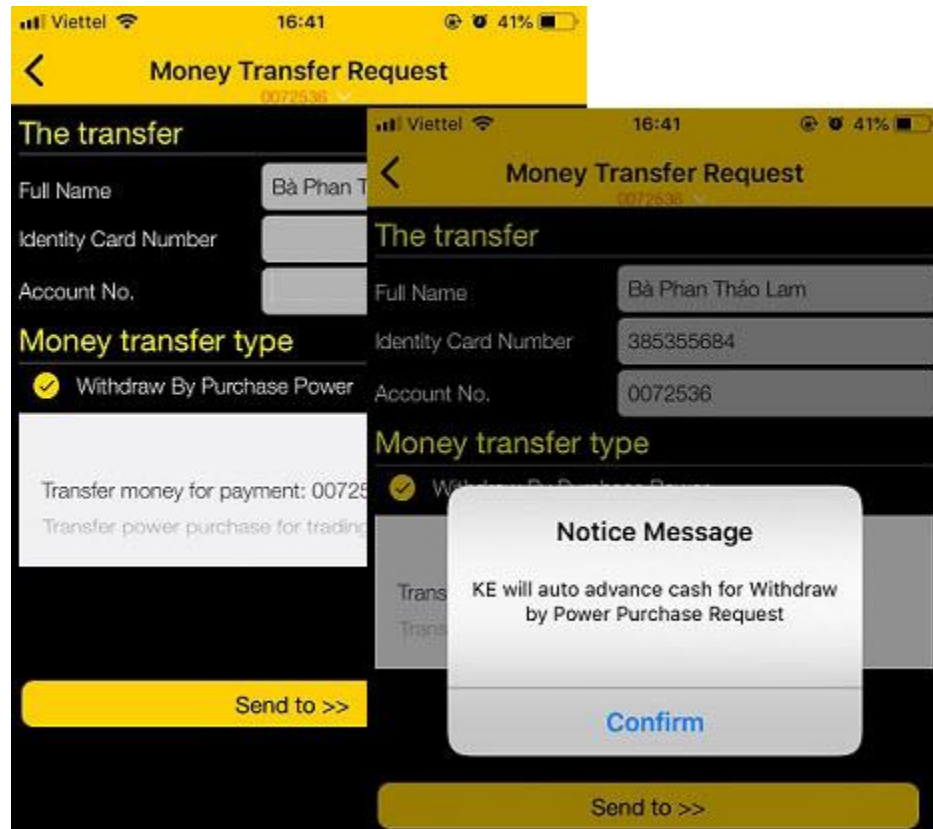 Viettel 16:41 41%
Money Transfer Request
0072536
The transfer
Full Name Bà Phan T
Identity Card Number
Account No.
Money transfer type
Withdraw By Purchase Power
Transfer money for payment: 00725
Transfer power purchase for trading
Send to >>
Viettel 16:41 41%
Money Transfer Request
0072536
The transfer
Full Name Bà Phan Thảo Lam
Identity Card Number 385355684
Account No. 0072536
Money transfer type
Notice Message
Trans
KE will auto advance cash for Withdraw
by Power Purchase Request
Trans
Confirm
Send to >>